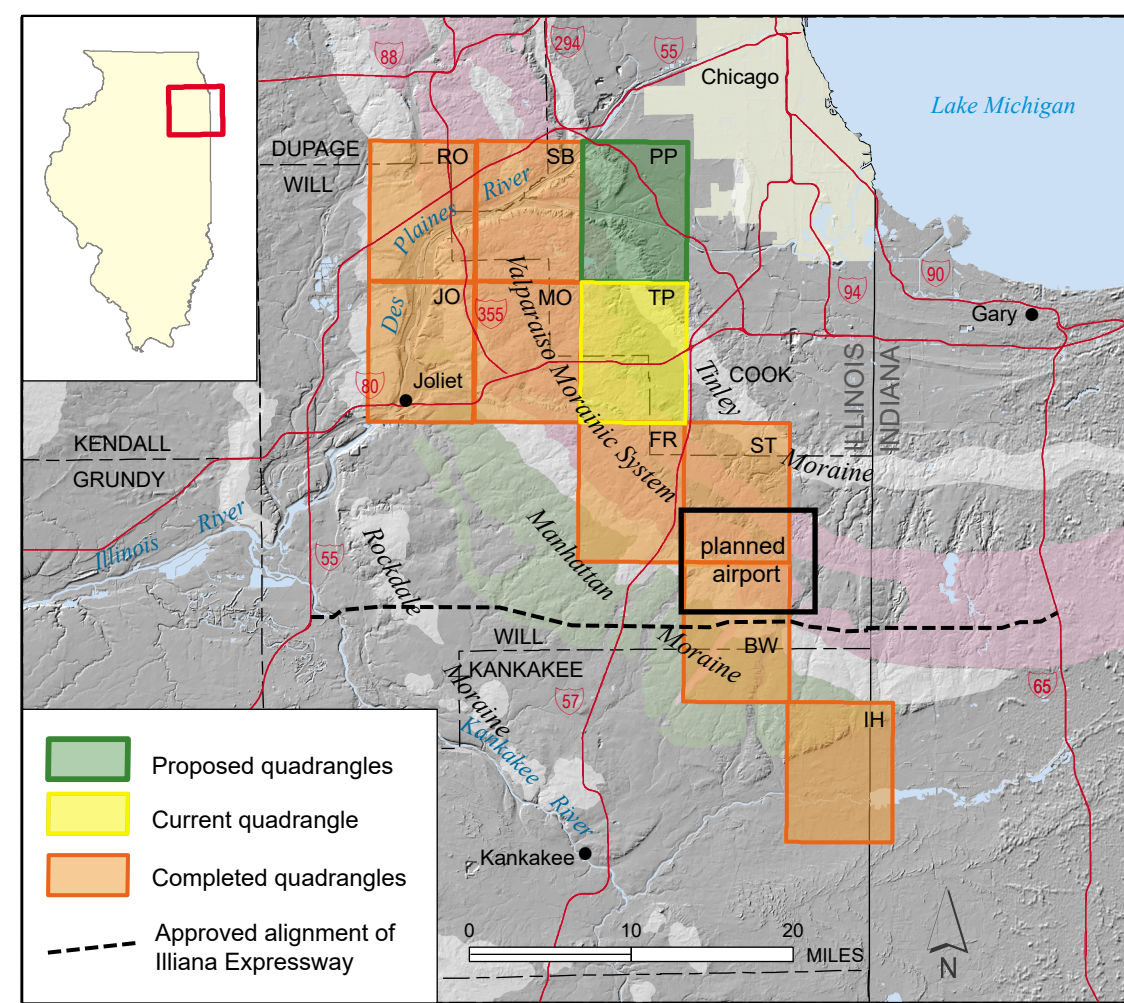 294
55
88
Chicago
Lake Michigan
DUPAGE
WILL
RO
SB
PP
Des Plaines River
JO
MO
TP
355
94
90
Gary
80
Joliet
Valparaiso Morainic System
Tinley Moraine
COOK
ILLINOIS
INDIANA
KENDALL
GRUNDY
FR
ST
Illinois River
55
Rockdale Moraine
Manhattan Moraine
planned
airport
WILL
KANKAKEE
BW
57
65
IH
Kankakee River
Kankakee
Proposed quadrangles
Current quadrangle
Completed quadrangles
Approved alignment of
Illiana Expressway
0
10
20
MILES
N